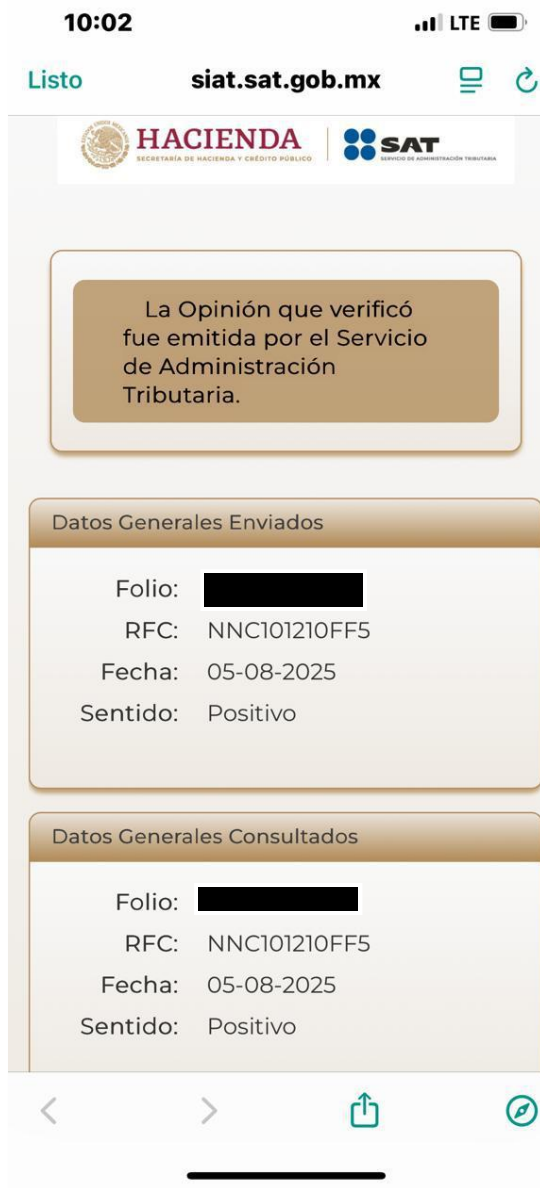 10:02 LTE
Listo siat.sat.gob.mx
HACIENDA
SECRETARÍA DE HACIENDA Y CRÉDITO PÚBLICO
SAT
SERVICIO DE ADMINISTRACIÓN TRIBUTARIA
La Opinión que verificó
fue emitida por el Servicio
de Administración
Tributaria.
Datos Generales Enviados
Folio:
RFC: NNC101210FF5
Fecha: 05-08-2025
Sentido: Positivo
Datos Generales Consultados
Folio:
RFC: NNC101210FF5
Fecha: 05-08-2025
Sentido: Positivo